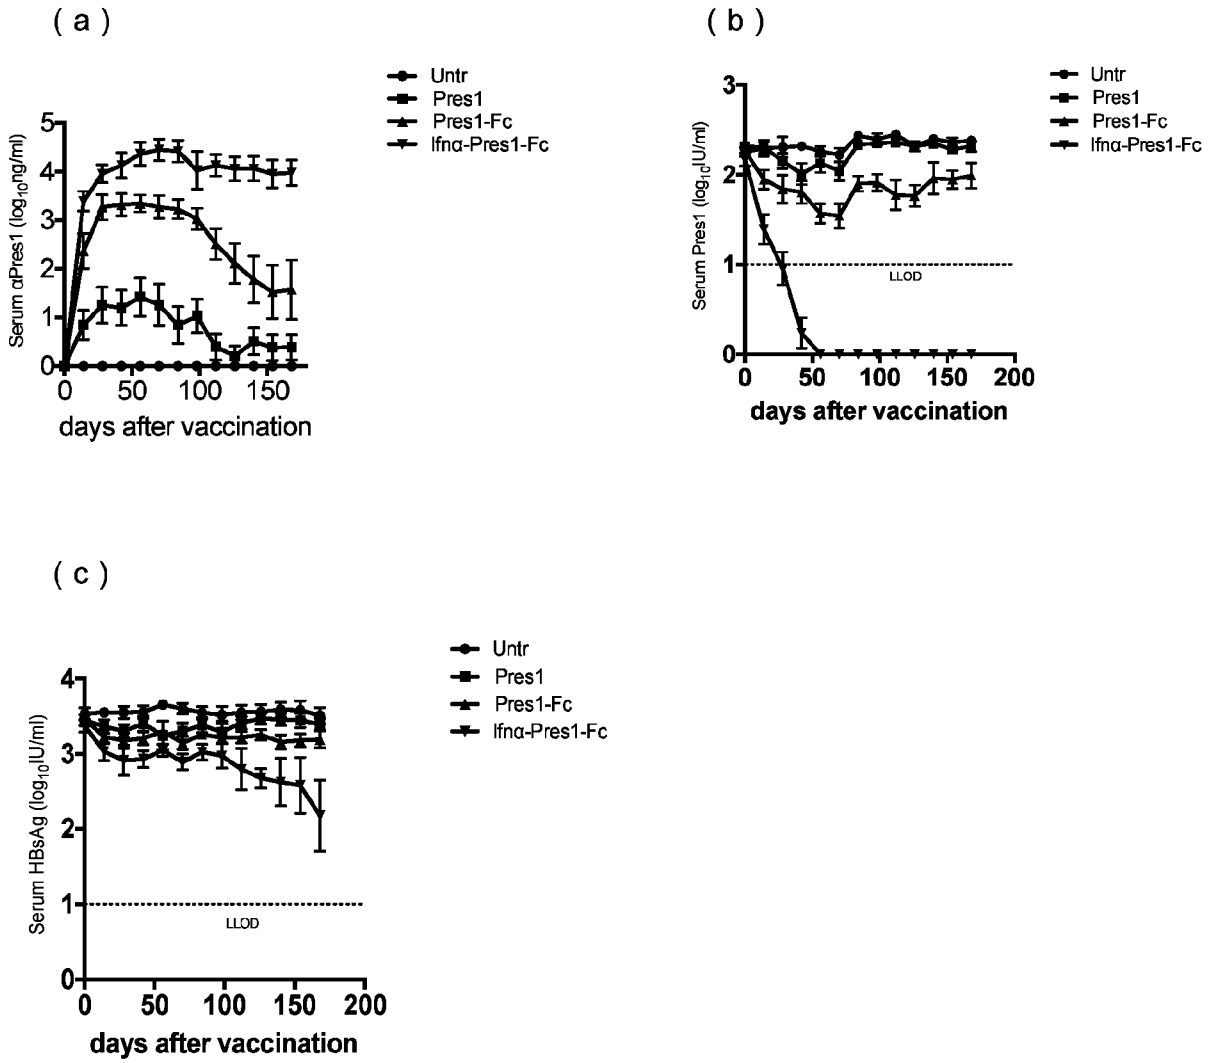 ( a )
Untr
Pres1
Pres1-Fc
Ifnα-Pres1-Fc
Serum αPres1 (log10ng/ml)
5
4
3
2
1
0
0 50 100 150
days after vaccination
( b )
Untr
Pres1
Pres1-Fc
Ifnα-Pres1-Fc
Serum Pres1 (log10IU/ml)
3
2
1
0
LLOD
0 50 100 150 200
days after vaccination
( c )
Untr
Pres1
Pres1-Fc
Ifnα-Pres1-Fc
Serum HBsAg (log10IU/ml)
4
3
2
1
0
LLOD
0 50 100 150 200
days after vaccination